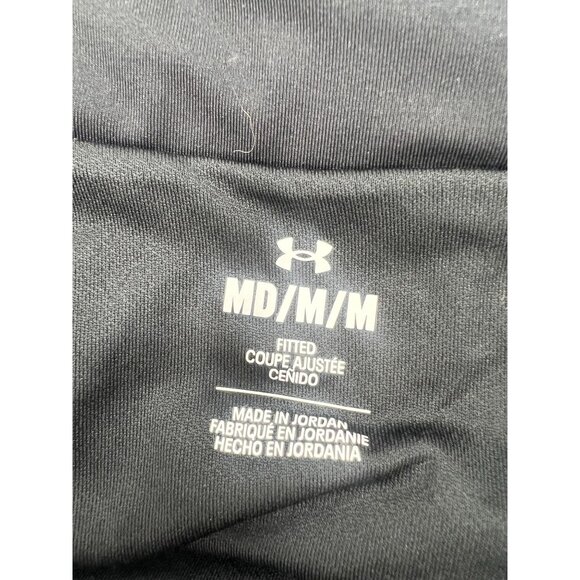 MD/M/M
FITTED
COUPE AJUSTÉE
CEÑIDO
MADE IN JORDAN
FABRIQUÉ EN JORDANIE
HECHO EN JORDANIA